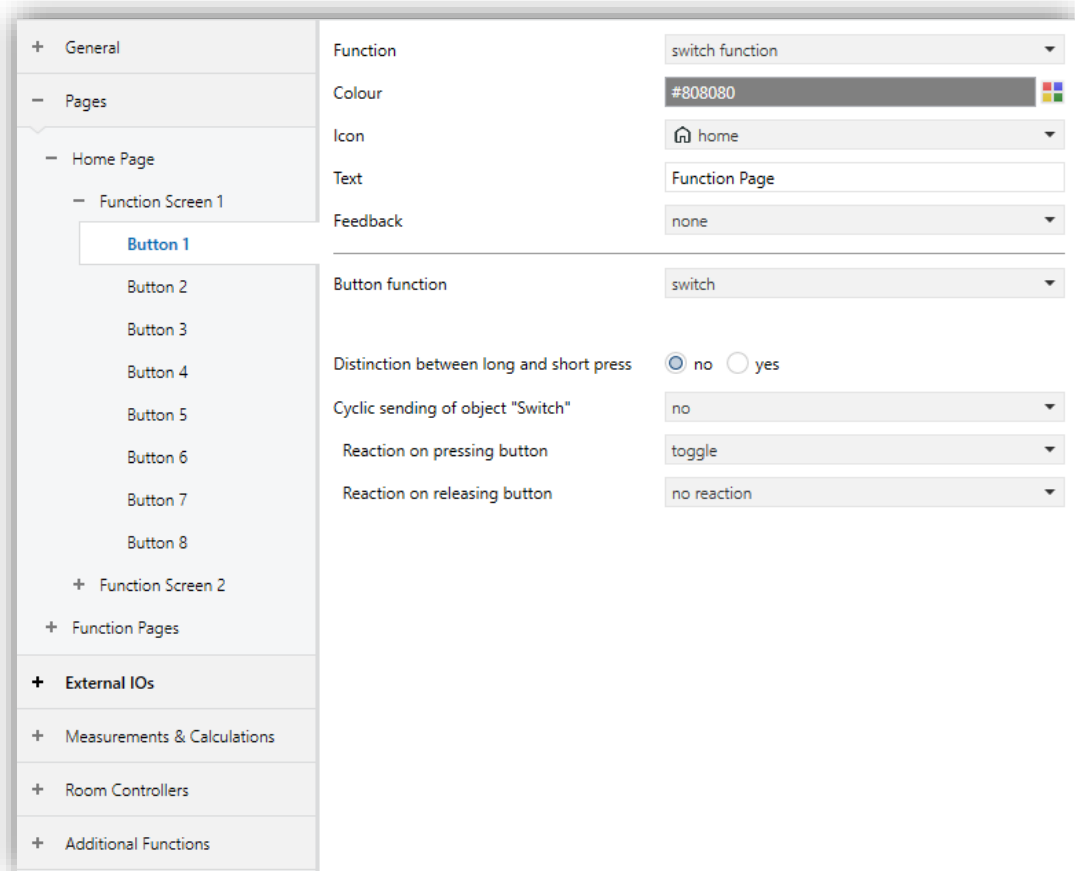 + General
− Pages
− Home Page
− Function Screen 1
Button 1
Button 2
Button 3
Button 4
Button 5
Button 6
Button 7
Button 8
+ Function Screen 2
+ Function Pages
+ External IOs
+ Measurements & Calculations
+ Room Controllers
+ Additional Functions
Function switch function
Colour #808080
Icon home
Text Function Page
Feedback none
Button function switch
Distinction between long and short press no yes
Cyclic sending of object "Switch" no
Reaction on pressing button toggle
Reaction on releasing button no reaction